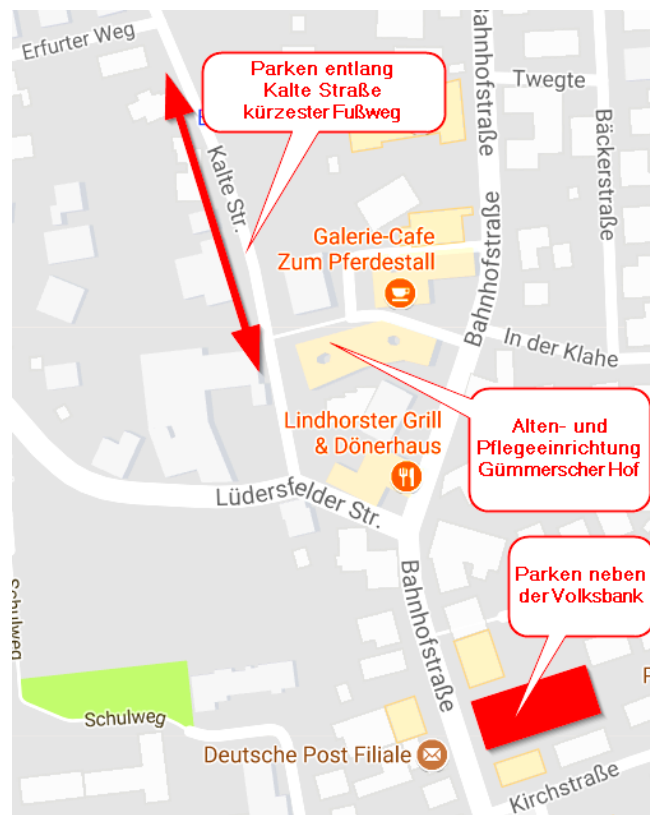 Erfurter Weg
Parken entlang
Kalte Straße
kürzester Fußweg
Kalte Str.
Bahnhofstraße
Twegte
Bäckerstraße
Galerie-Cafe
Zum Pferdestall
Bahnhofstraße
In der Klahe
Alten- und
Pflegeeinrichtung
Gümmerscher Hof
Lindhorster Grill
& Dönerhaus
Lüdersfelder Str.
Parken neben
der Volksbank
Bahnhofstraße
Schulweg
Schulweg
Deutsche Post Filiale
Kirchstraße